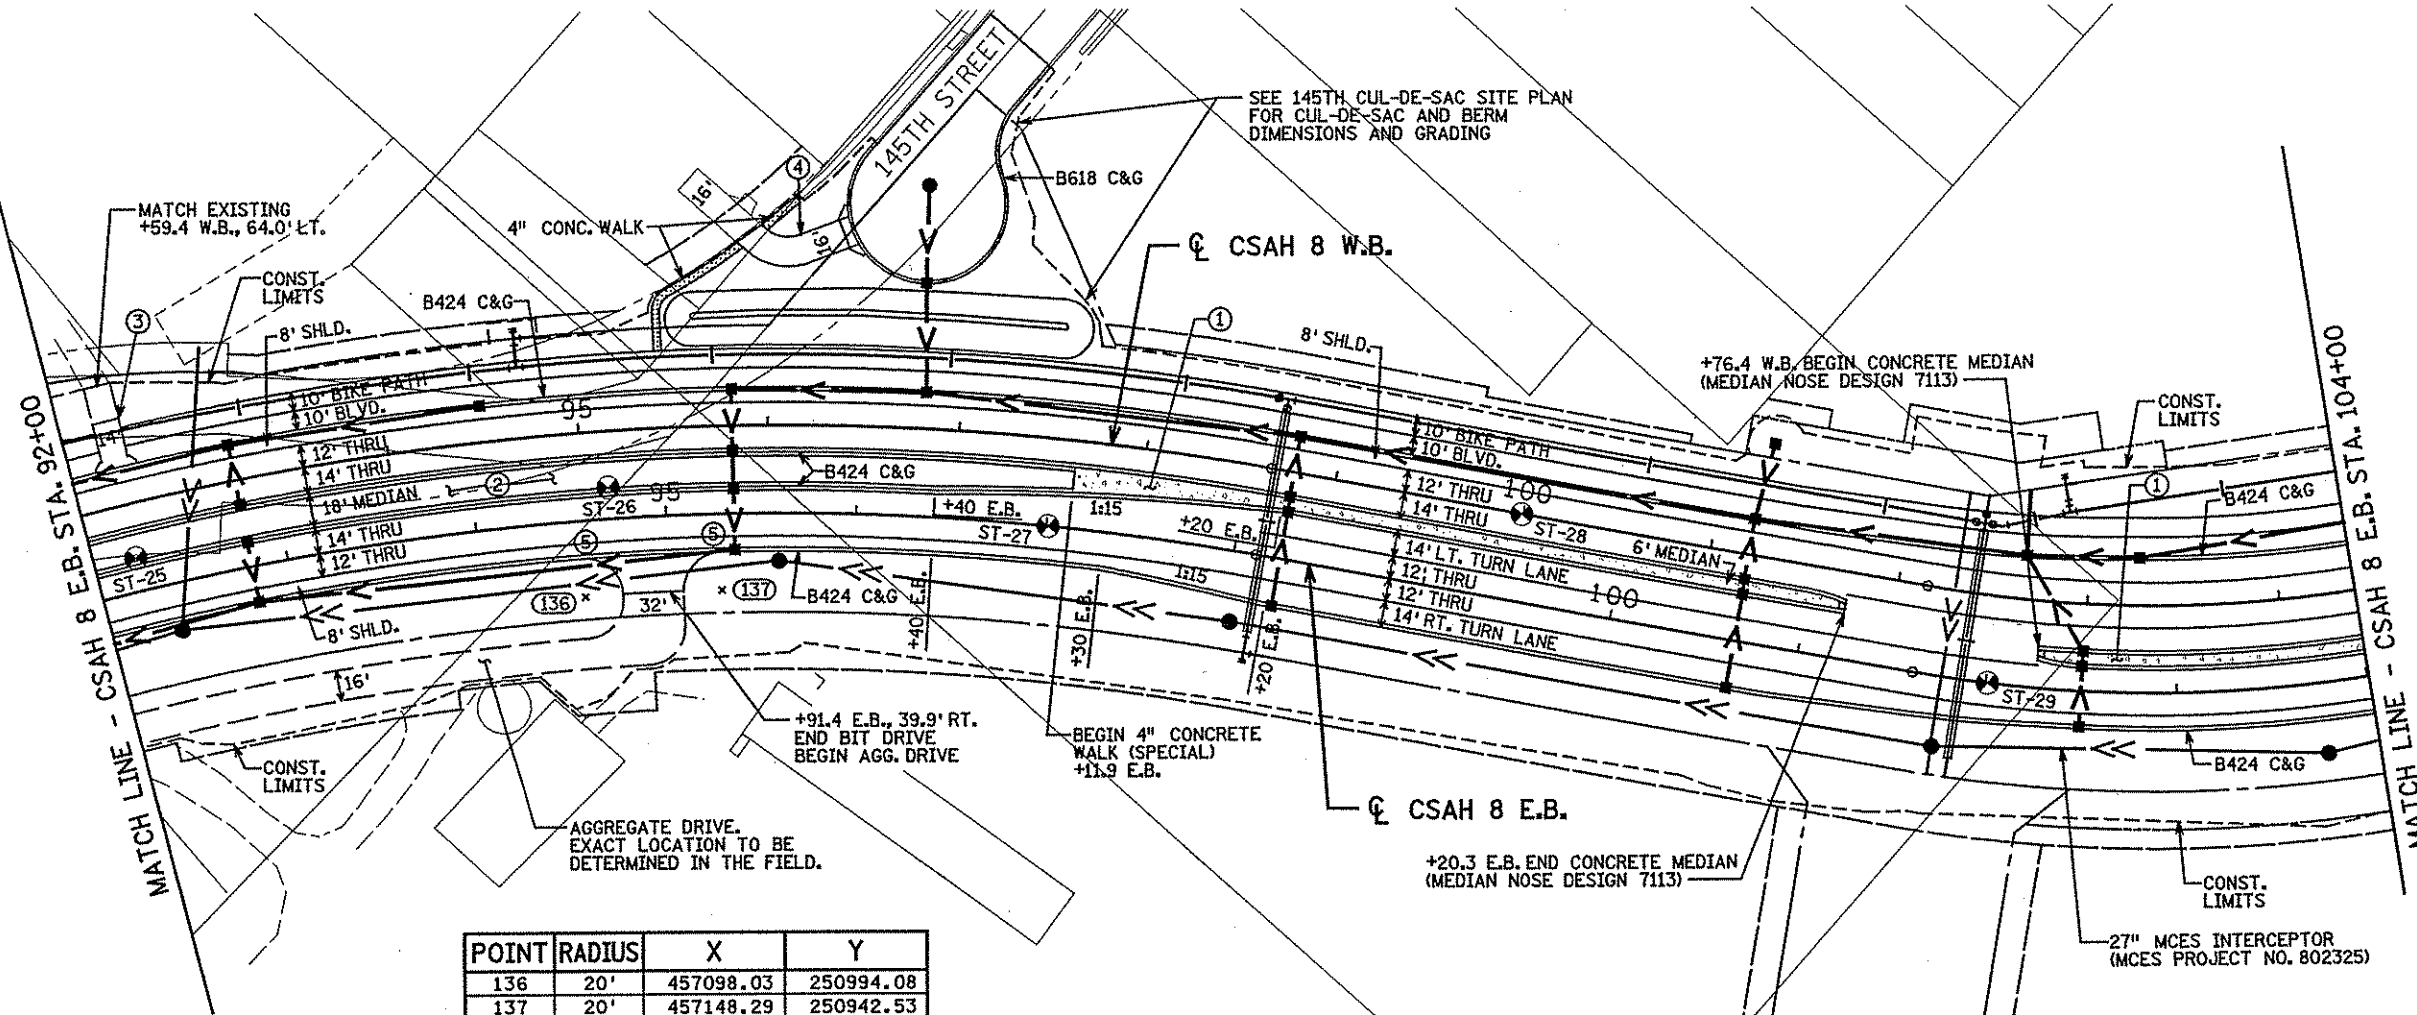 145TH STREET
SEE 145TH CUL-DE-SAC SITE PLAN
FOR CUL-DE-SAC AND BERM
DIMENSIONS AND GRADING
B618 C&G
4
16'
16'
MATCH EXISTING
+59.4 W.B., 64.0' LT.
4" CONC. WALK
CONST.
LIMITS
℄ CSAH 8 W.B.
B424 C&G
3
8' SHLD.
1
8' SHLD.
+76.4 W.B. BEGIN CONCRETE MEDIAN
(MEDIAN NOSE DESIGN 7113)
CONST.
LIMITS
10' BIKE PATH
10' BLVD.
95
14'
12' THRU
14' THRU
18' MEDIAN
14' THRU
12' THRU
2
ST-26
95
B424 C&G
+40 E.B.
1:15
ST-27
+20 E.B.
1:15
10' BIKE PATH
10' BLVD.
12' THRU
14' THRU
100
ST-28
6' MEDIAN
14' LT. TURN LANE
12' THRU
12' THRU
14' RT. TURN LANE
100
1
B424 C&G
ST-25
5
5
136
137
32'
B424 C&G
+40 E.B.
+30 E.B.
+20 E.B.
ST-29
8' SHLD.
16'
CONST.
LIMITS
+91.4 E.B., 39.9' RT.
END BIT DRIVE
BEGIN AGG. DRIVE
BEGIN 4" CONCRETE
WALK (SPECIAL)
+11.9 E.B.
℄ CSAH 8 E.B.
B424 C&G
AGGREGATE DRIVE.
EXACT LOCATION TO BE
DETERMINED IN THE FIELD.
+20.3 E.B. END CONCRETE MEDIAN
(MEDIAN NOSE DESIGN 7113)
CONST.
LIMITS
27" MCES INTERCEPTOR
(MCES PROJECT NO. 802325)
MATCH LINE - CSAH 8 E.B. STA. 92+00
MATCH LINE - CSAH 8 E.B. STA. 104+00
POINT RADIUS X Y
136 20' 457098.03 250994.08
137 20' 457148.29 250942.53